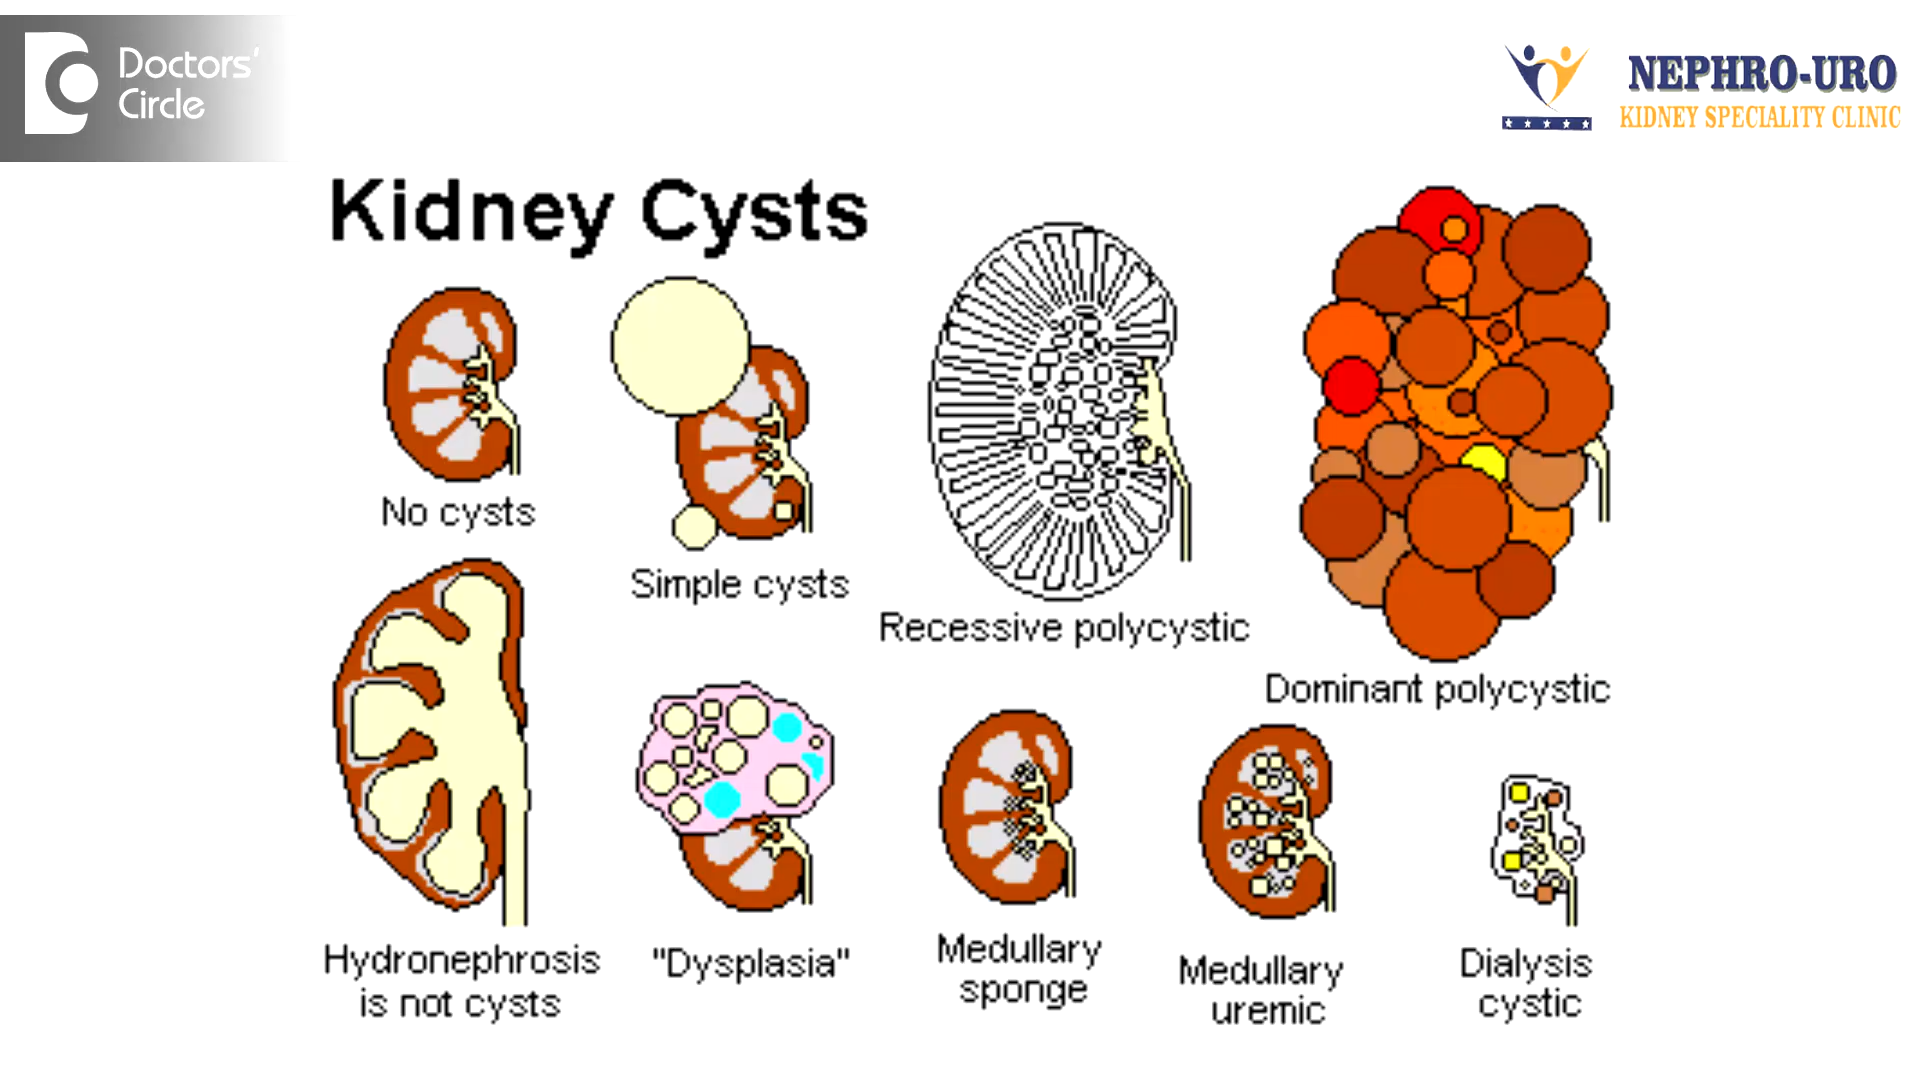 Doctors'
Circle
NEPHRO-URO
KIDNEY SPECIALITY CLINIC
Kidney Cysts
No cysts
Simple cysts
Recessive polycystic
Dominant polycystic
Hydronephrosis
is not cysts
"Dysplasia"
Medullary
sponge
Medullary
uremic
Dialysis
cystic